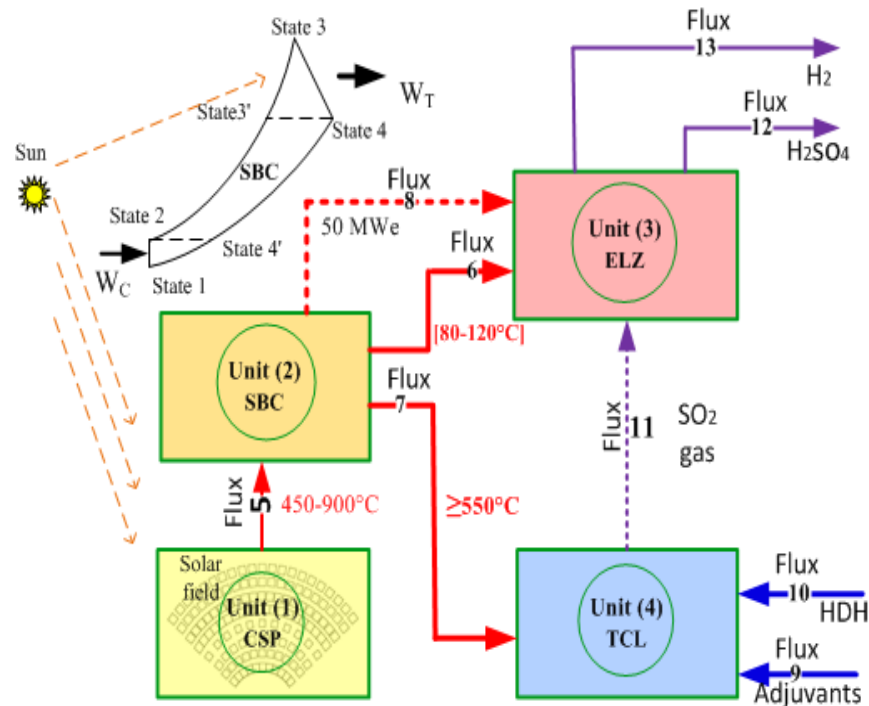 State 3
W_T
State3'
State 4
Sun
SBC
State 2
State 4'
W_C
State 1
Flux
13
H₂
Flux
12
H₂SO₄
Flux
8
50 MWe
Flux
6
[80-120°C]
Unit (3)
ELZ
Unit (2)
SBC
Flux
7
Flux
5
450-900°C
≥550°C
Flux
11
SO₂
gas
Solar
field
Unit (1)
CSP
Unit (4)
TCL
Flux
10
HDH
Flux
9
Adjuvants